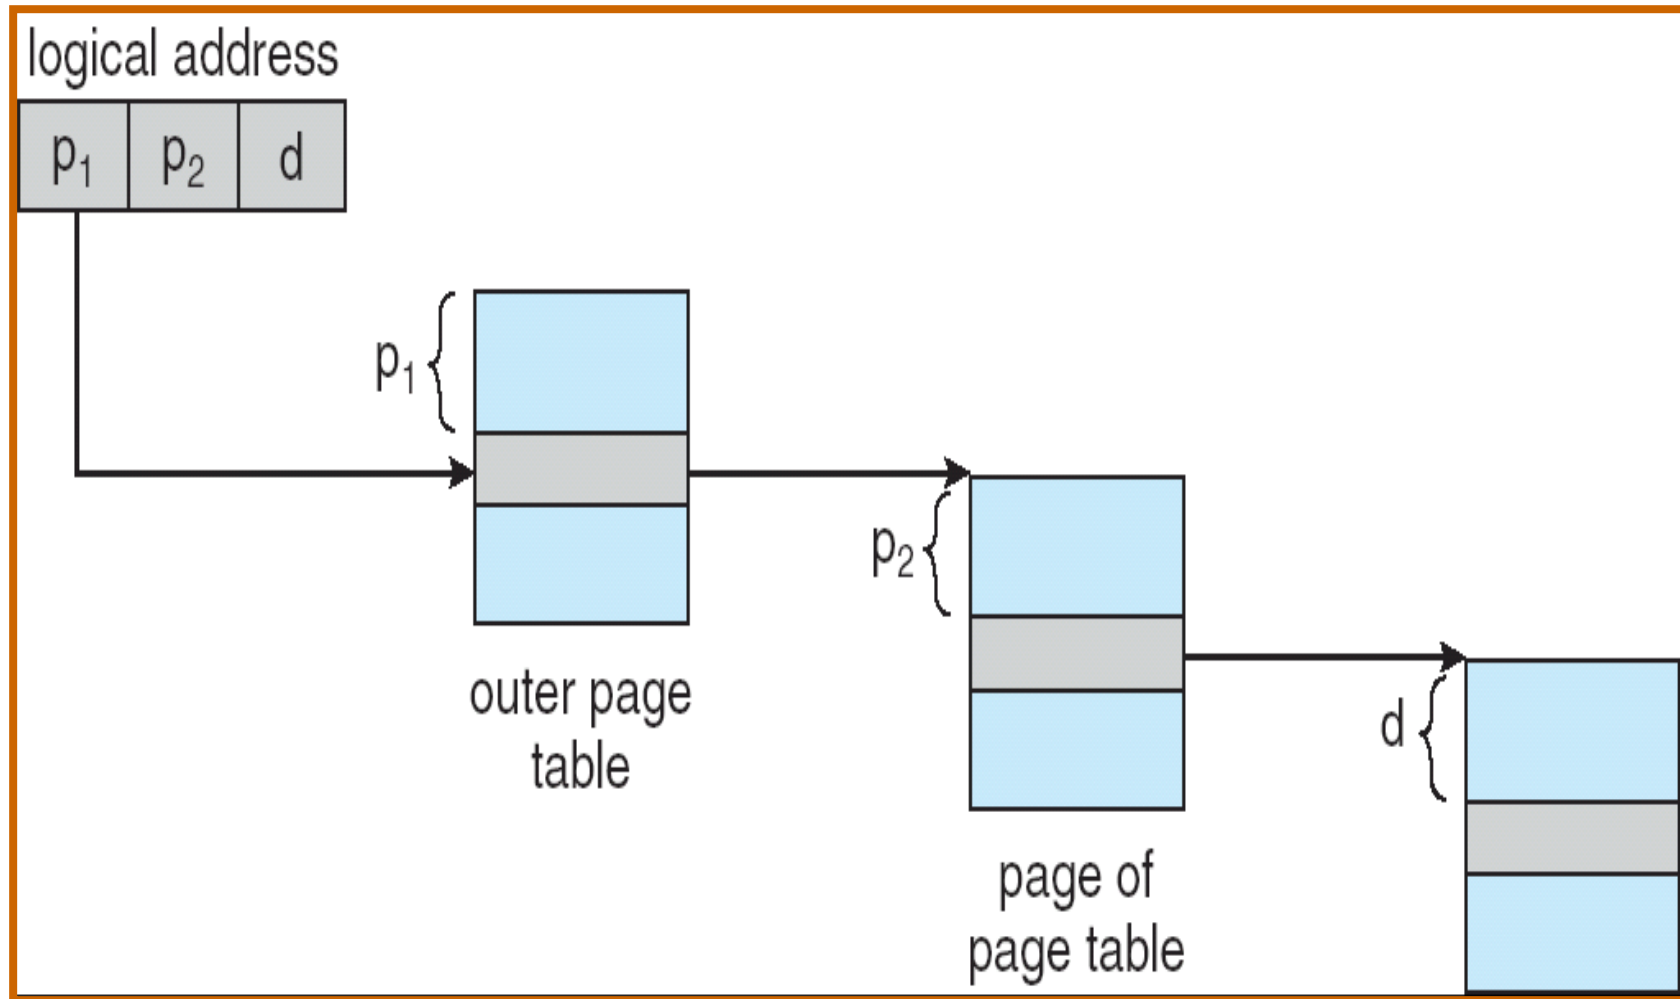 logical address
p₁ p₂ d
p₁
outer page
table
p₂
page of
page table
d